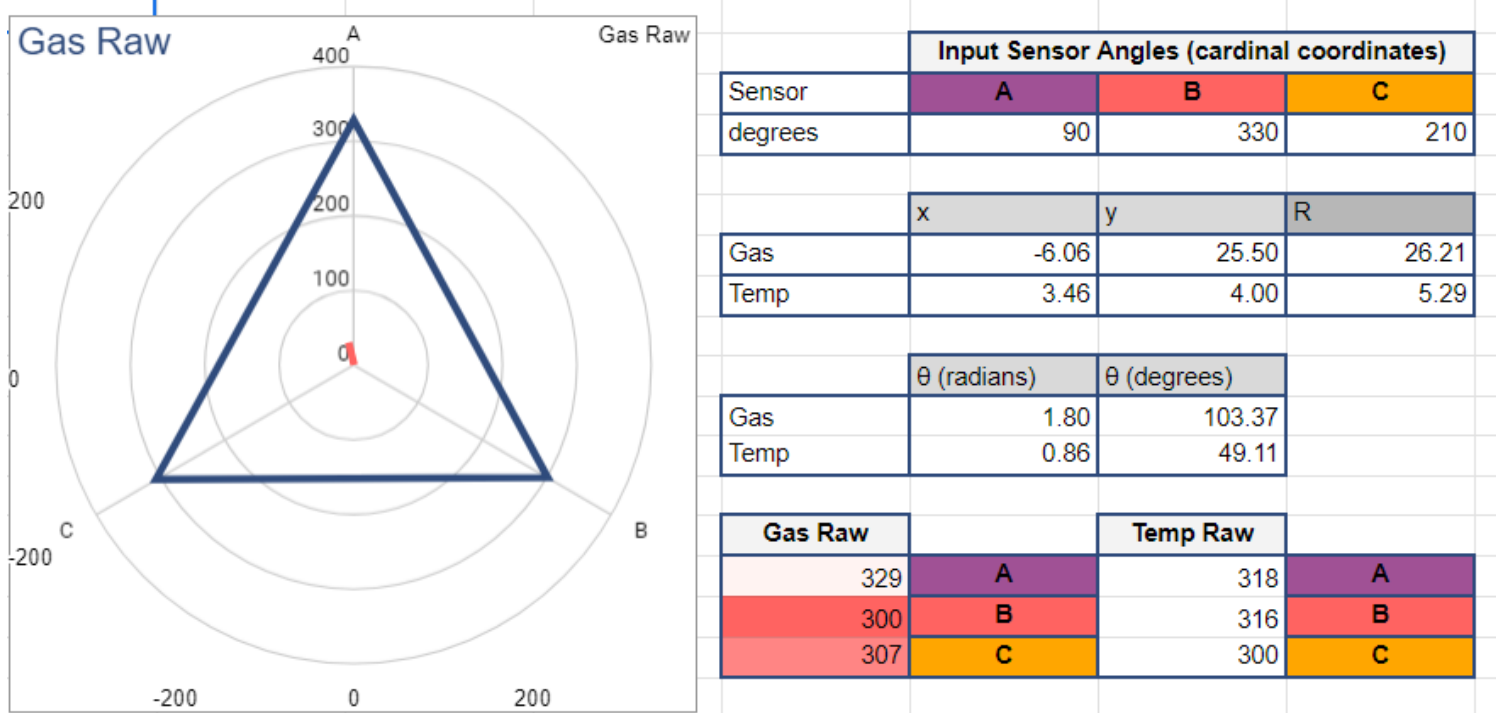 Gas Raw
A
Gas Raw
400
300
200
100
0
C
B
200
0
-200
-200 0 200
Input Sensor Angles (cardinal coordinates)
Sensor A B C
degrees 90 330 210
x y R
Gas -6.06 25.50 26.21
Temp 3.46 4.00 5.29
θ (radians) θ (degrees)
Gas 1.80 103.37
Temp 0.86 49.11
Gas Raw Temp Raw
329 A 318 A
300 B 316 B
307 C 300 C